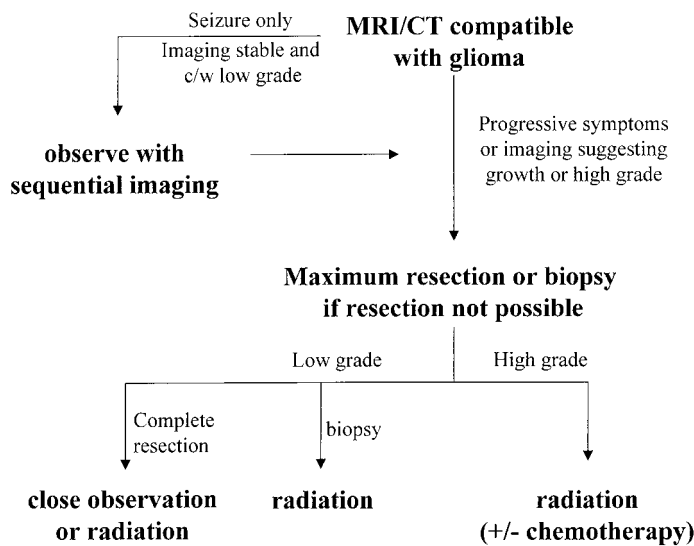 Seizure only
Imaging stable and
c/w low grade
MRI/CT compatible
with glioma
observe with
sequential imaging
Progressive symptoms
or imaging suggesting
growth or high grade
Maximum resection or biopsy
if resection not possible
Low grade
High grade
Complete
resection
biopsy
close observation
or radiation
radiation
radiation
(+/- chemotherapy)